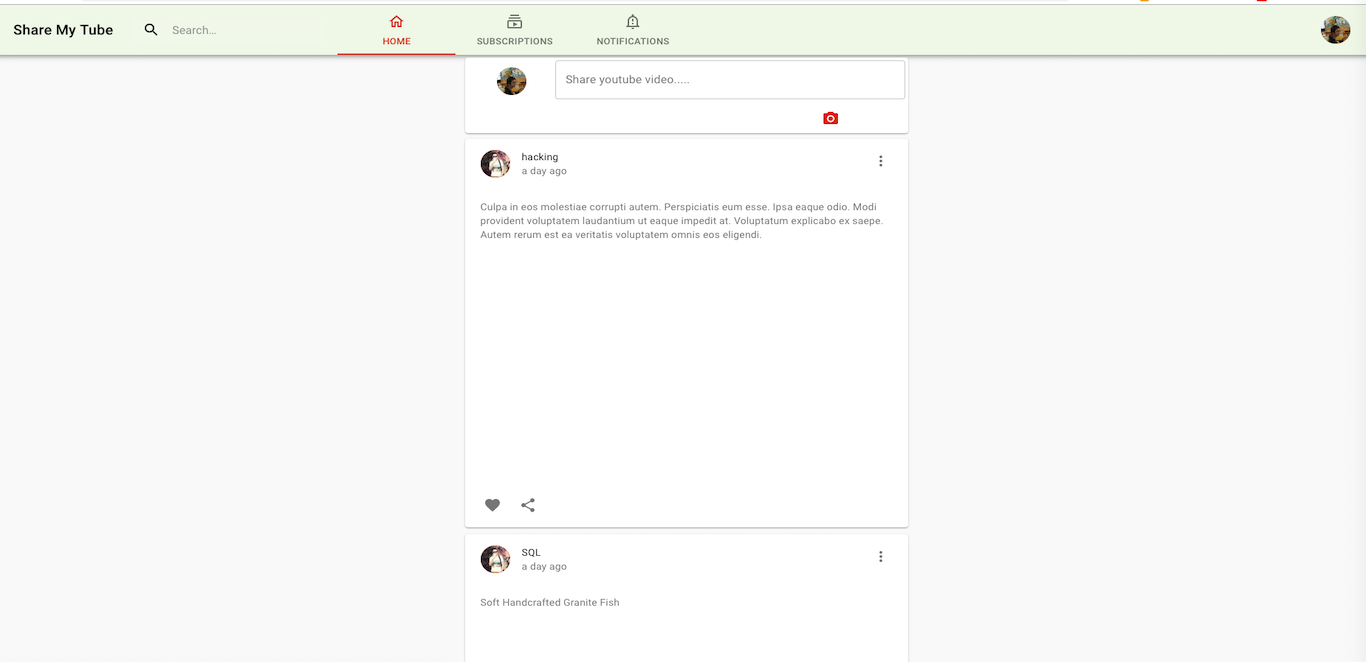 Share My Tube
Search...
HOME
SUBSCRIPTIONS
NOTIFICATIONS
Share youtube video.....
hacking
a day ago
Culpa in eos molestiae corrupti autem. Perspiciatis eum esse. Ipsa eaque odio. Modi
provident voluptatem laudantium ut eaque impedit at. Voluptatum explicabo ex saepe.
Autem rerum est ea veritatis voluptatem omnis eos eligendi.
SQL
a day ago
Soft Handcrafted Granite Fish